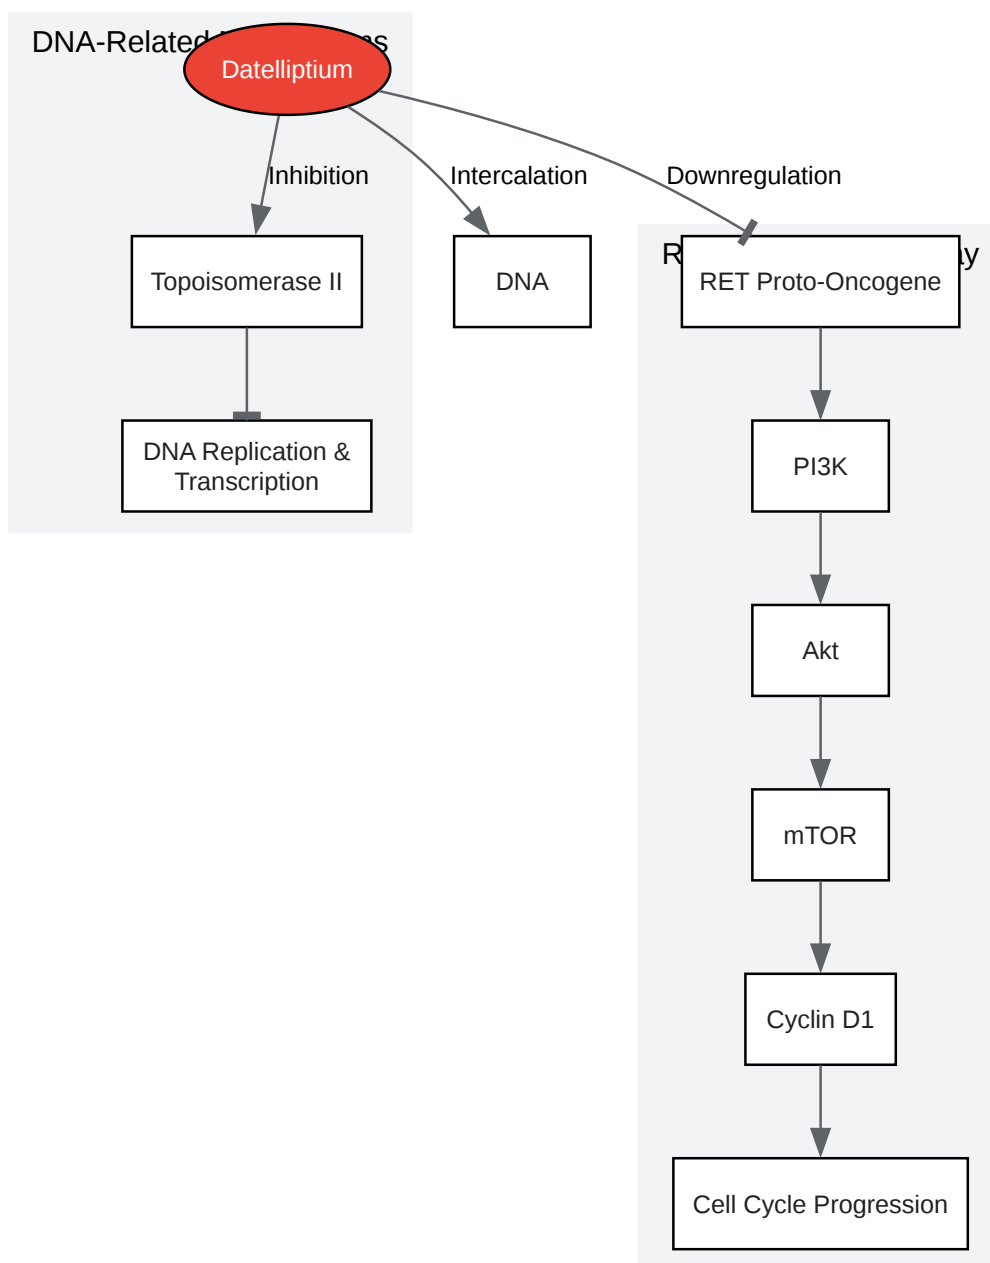 DNA-Related
Datelliptium
Inhibition
Intercalation
Downregulation
Topoisomerase II
DNA
RET Proto-Oncogene
DNA Replication &
Transcription
PI3K
Akt
mTOR
Cyclin D1
Cell Cycle Progression